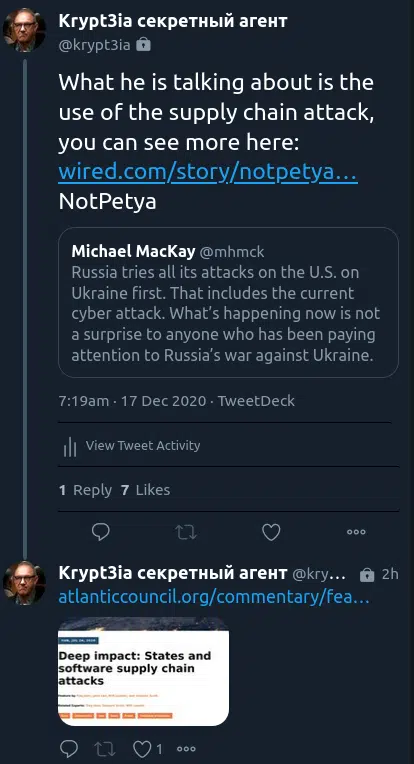 Krypt3ia секретный агент
@krypt3ia
What he is talking about is the
use of the supply chain attack,
you can see more here:
wired.com/story/notpetya…
NotPetya
Michael MacKay @mhmck
Russia tries all its attacks on the U.S. on
Ukraine first. That includes the current
cyber attack. What’s happening now is not
a surprise to anyone who has been paying
attention to Russia’s war against Ukraine.
7:19am · 17 Dec 2020 · TweetDeck
View Tweet Activity
1 Reply 7 Likes
Krypt3ia секретный агент @kry… 2h
atlanticcouncil.org/commentary/fea…
Deep impact: States and
software supply chain
attacks
1